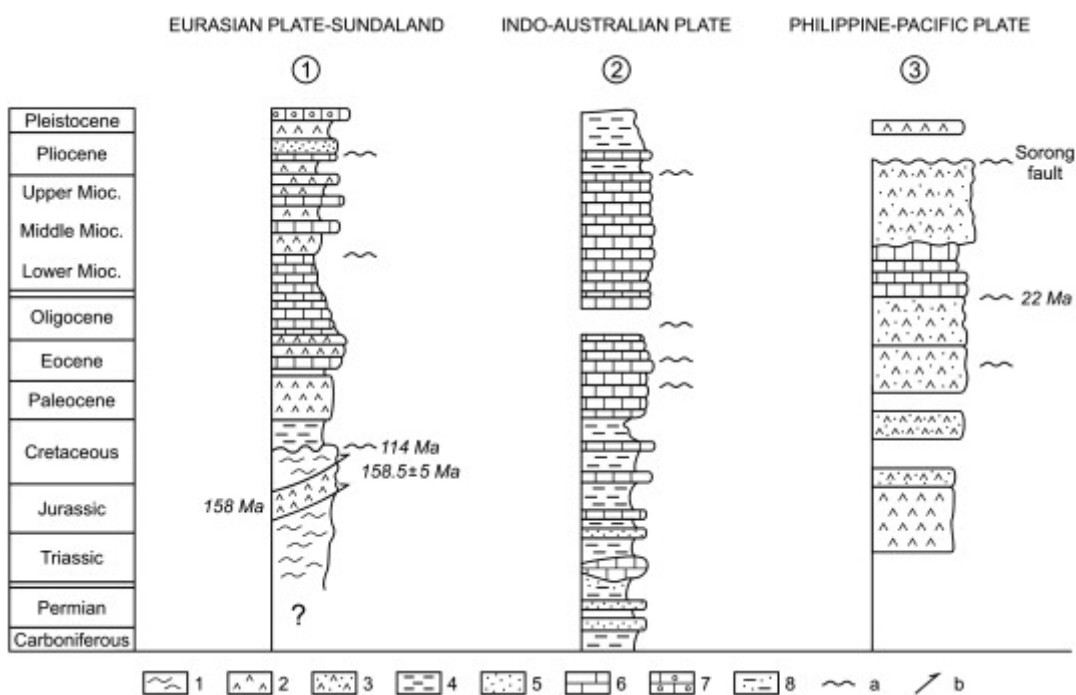 EURASIAN PLATE-SUNDALAND INDO-AUSTRALIAN PLATE PHILIPPINE-PACIFIC PLATE
1 2 3
Pleistocene
Pliocene
Sorong
fault
Upper Mioc.
Middle Mioc.
Lower Mioc.
22 Ma
Oligocene
Eocene
Paleocene
Cretaceous
114 Ma
158.5±5 Ma
158 Ma
Jurassic
Triassic
Permian
?
Carboniferous
1 2 3 4 5 6 7 8 a b